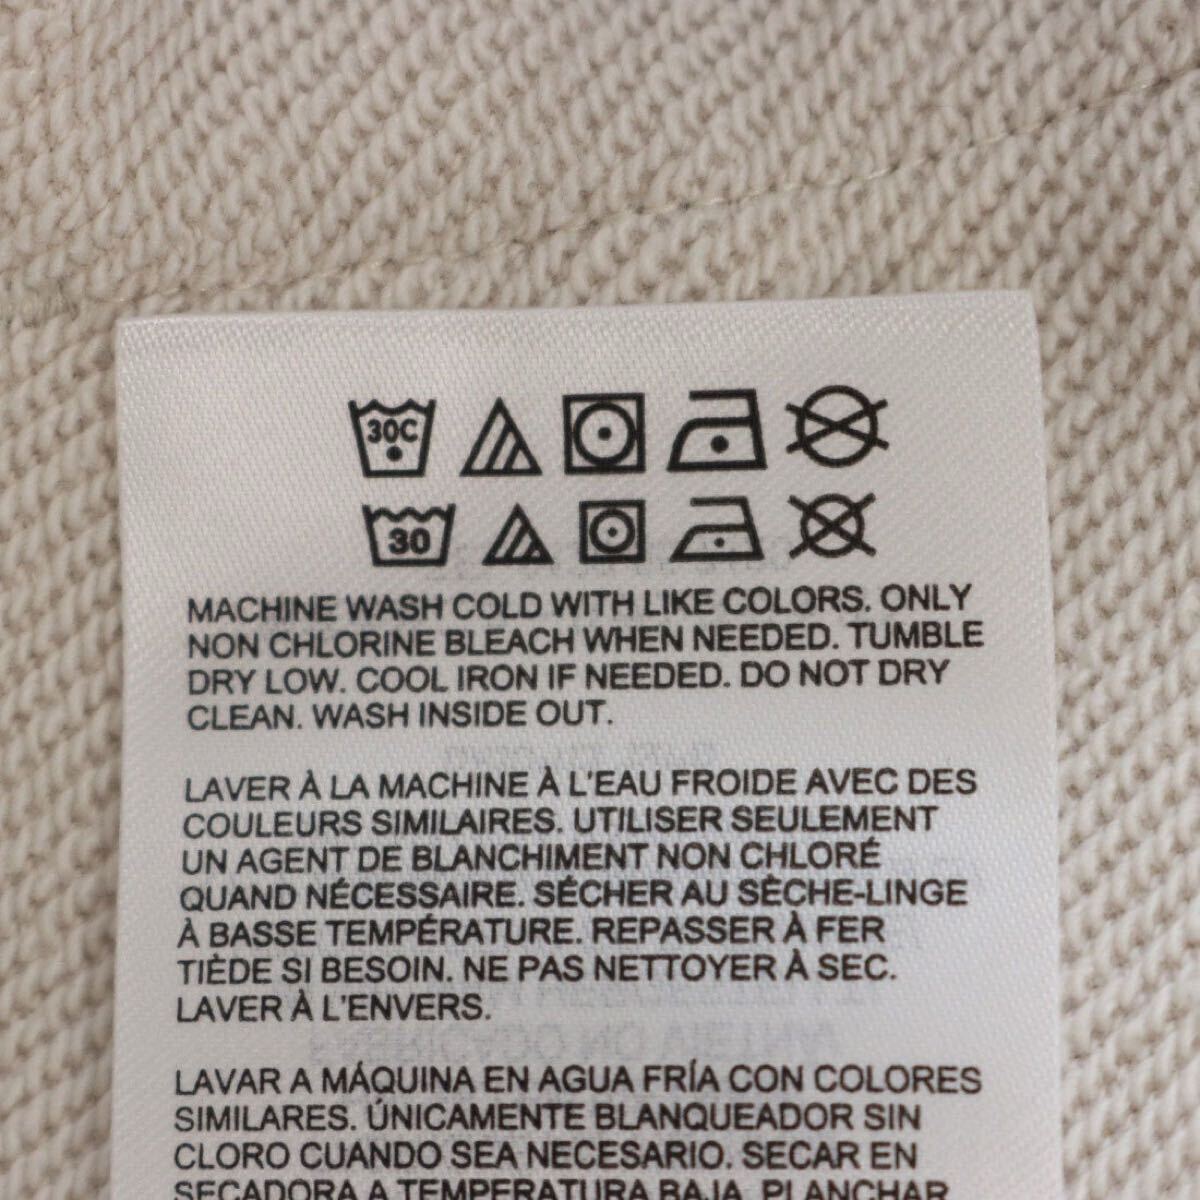 30C
30
MACHINE WASH COLD WITH LIKE COLORS. ONLY
NON CHLORINE BLEACH WHEN NEEDED. TUMBLE
DRY LOW. COOL IRON IF NEEDED. DO NOT DRY
CLEAN. WASH INSIDE OUT.
LAVER À LA MACHINE À L'EAU FROIDE AVEC DES
COULEURS SIMILAIRES. UTILISER SEULEMENT
UN AGENT DE BLANCHIMENT NON CHLORÉ
QUAND NÉCESSAIRE. SÉCHER AU SÈCHE-LINGE
À BASSE TEMPÉRATURE. REPASSER À FER
TIÈDE SI BESOIN. NE PAS NETTOYER À SEC.
LAVER À L'ENVERS.
LAVAR A MÁQUINA EN AGUA FRÍA CON COLORES
SIMILARES. ÚNICAMENTE BLANQUEADOR SIN
CLORO CUANDO SEA NECESARIO. SECAR EN
SECADORA A TEMPERATURA BAJA. PLANCHAR